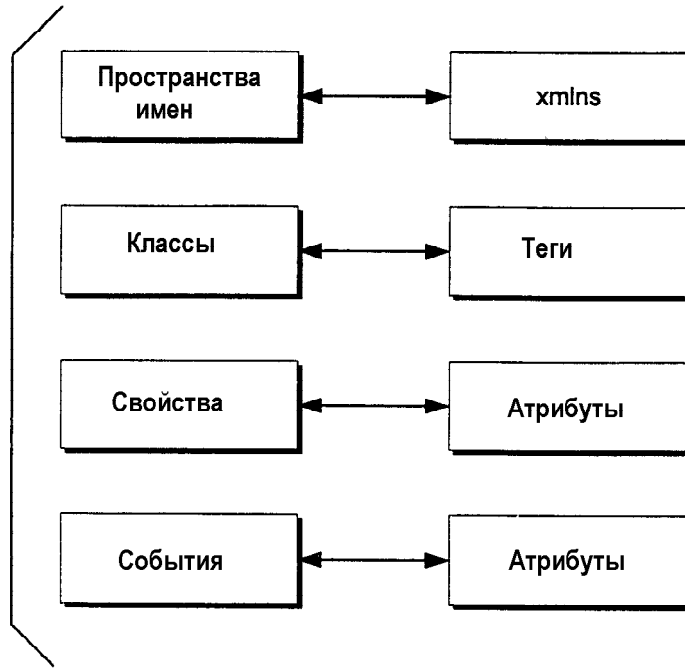 Пространства
имен
xmlns
Классы
Теги
Свойства
Атрибуты
События
Атрибуты